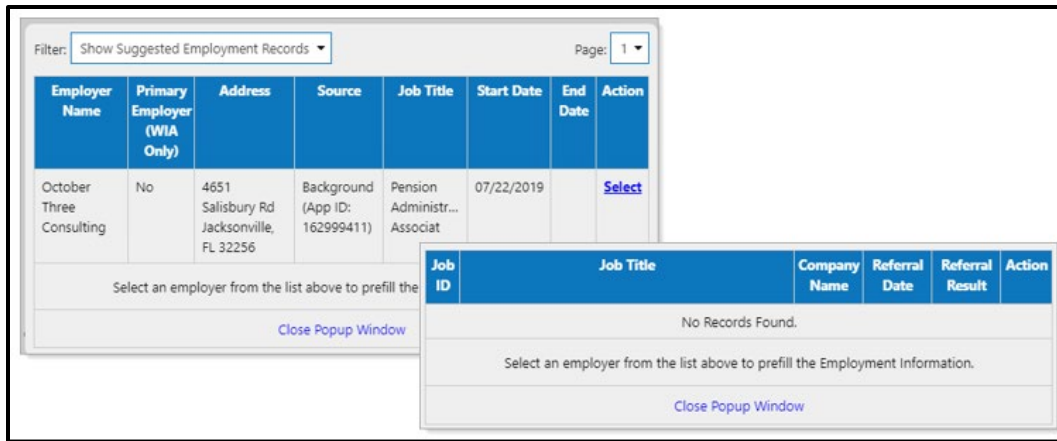 Filter: Show Suggested Employment Records Page: 1
Employer Name Primary Employer (WIA Only) Address Source Job Title Start Date End Date Action
October Three Consulting No 4651 Salisbury Rd Jacksonville, FL 32256 Background (App ID: 162999411) Pension Administr... Associat 07/22/2019 Select
Select an employer from the list above to prefill the
Close Popup Window
Job ID Job Title Company Name Referral Date Referral Result Action
No Records Found.
Select an employer from the list above to prefill the Employment Information.
Close Popup Window